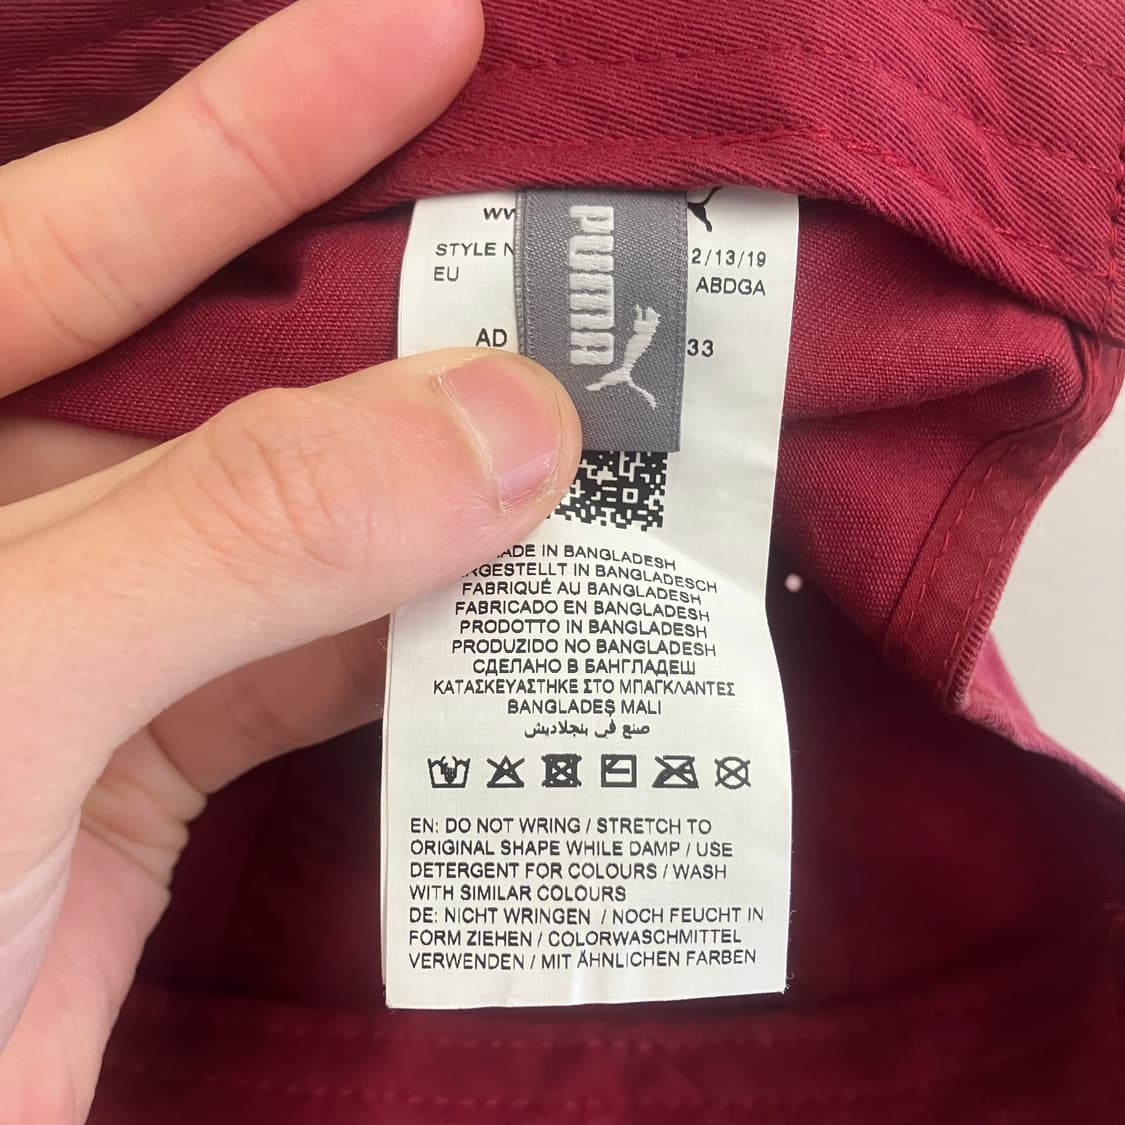 STYLE
2/13/19
EU
ABDGA
AD
33
PUMA
MADE IN BANGLADESH
HERGESTELLT IN BANGLADESCH
FABRIQUÉ AU BANGLADESH
FABRICADO EN BANGLADESH
PRODOTTO IN BANGLADESH
PRODUZIDO NO BANGLADESH
СДЕЛАНО В БАНГЛАДЕШ
ΚΑΤΑΣΚΕΥΑΣΤΗΚΕ ΣΤΟ ΜΠΑΓΚΛΑΝΤΕΣ
BANGLADEŞ MALI
صنع في بنجلاديش
EN: DO NOT WRING / STRETCH TO
ORIGINAL SHAPE WHILE DAMP / USE
DETERGENT FOR COLOURS / WASH
WITH SIMILAR COLOURS
DE: NICHT WRINGEN / NOCH FEUCHT IN
FORM ZIEHEN / COLORWASCHMITTEL
VERWENDEN / MIT ÄHNLICHEN FARBEN